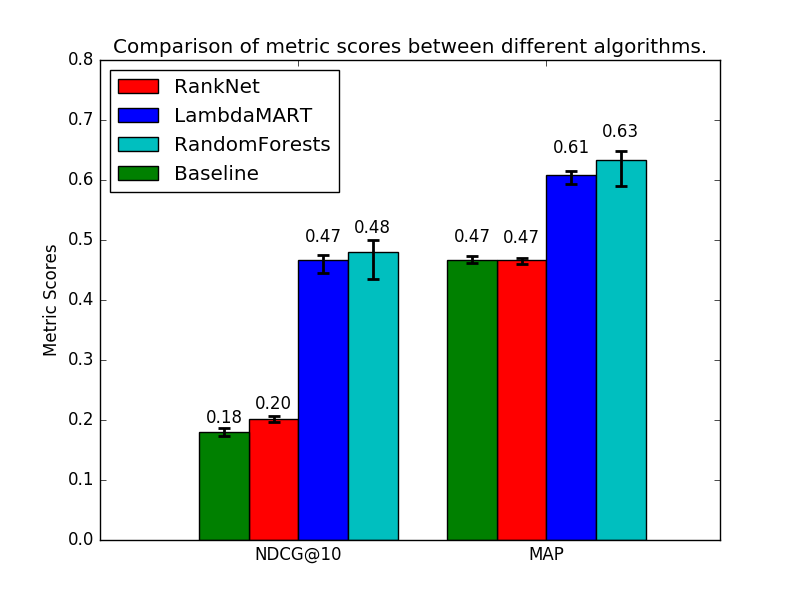 Comparison of metric scores between different algorithms.
RankNet
LambdaMART
RandomForests
Baseline
Metric Scores
0.8
0.7
0.6
0.5
0.4
0.3
0.2
0.1
0.0
0.18
0.20
0.47
0.48
0.47
0.47
0.61
0.63
NDCG@10
MAP